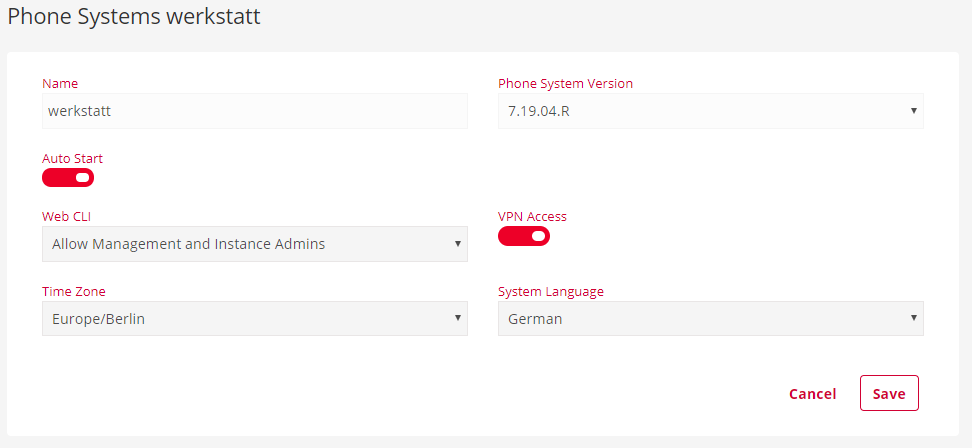 Phone Systems werkstatt
Name
Phone System Version
werkstatt
7.19.04.R
Auto Start
Web CLI
VPN Access
Allow Management and Instance Admins
Time Zone
System Language
Europe/Berlin
German
Cancel
Save